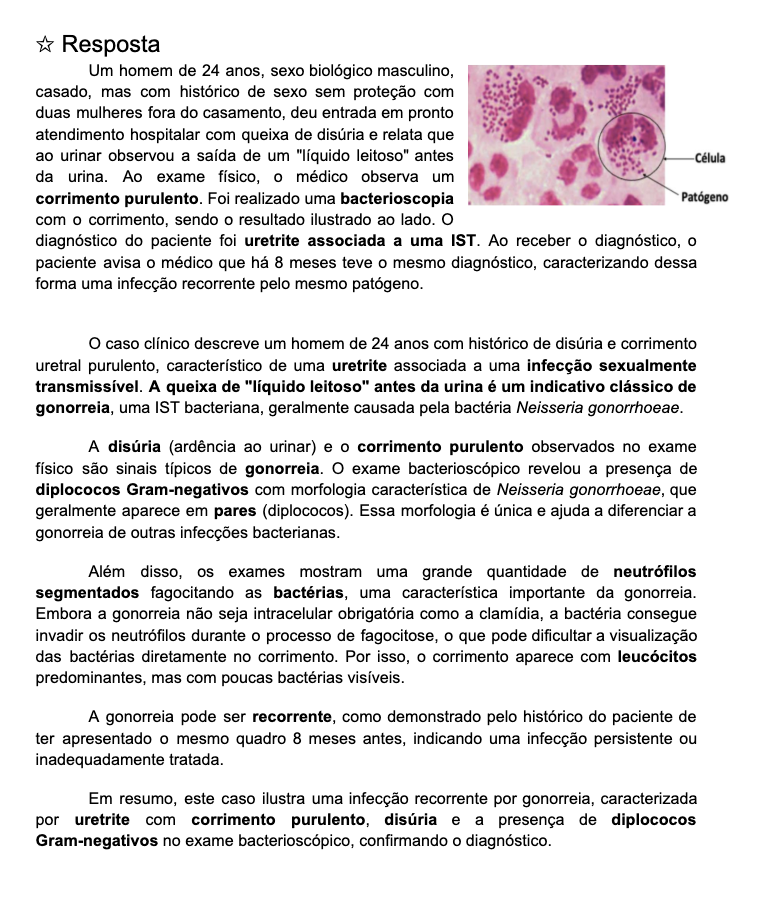 ☆ Resposta
Um homem de 24 anos, sexo biológico masculino,
casado, mas com histórico de sexo sem proteção com
duas mulheres fora do casamento, deu entrada em pronto
atendimento hospitalar com queixa de disúria e relata que
ao urinar observou a saída de um "líquido leitoso" antes
da urina. Ao exame físico, o médico observa um
corrimento purulento. Foi realizado uma bacterioscopia
com o corrimento, sendo o resultado ilustrado ao lado. O
diagnóstico do paciente foi uretrite associada a uma IST. Ao receber o diagnóstico, o
paciente avisa o médico que há 8 meses teve o mesmo diagnóstico, caracterizando dessa
forma uma infecção recorrente pelo mesmo patógeno.
Célula
Patógeno
O caso clínico descreve um homem de 24 anos com histórico de disúria e corrimento
uretral purulento, característico de uma uretrite associada a uma infecção sexualmente
transmissível. A queixa de "líquido leitoso" antes da urina é um indicativo clássico de
gonorreia, uma IST bacteriana, geralmente causada pela bactéria Neisseria gonorrhoeae.
A disúria (ardência ao urinar) e o corrimento purulento observados no exame
físico são sinais típicos de gonorreia. O exame bacterioscópico revelou a presença de
diplococos Gram-negativos com morfologia característica de Neisseria gonorrhoeae, que
geralmente aparece em pares (diplococos). Essa morfologia é única e ajuda a diferenciar a
gonorreia de outras infecções bacterianas.
Além disso, os exames mostram uma grande quantidade de neutrófilos
segmentados fagocitando as bactérias, uma característica importante da gonorreia.
Embora a gonorreia não seja intracelular obrigatória como a clamídia, a bactéria consegue
invadir os neutrófilos durante o processo de fagocitose, o que pode dificultar a visualização
das bactérias diretamente no corrimento. Por isso, o corrimento aparece com leucócitos
predominantes, mas com poucas bactérias visíveis.
A gonorreia pode ser recorrente, como demonstrado pelo histórico do paciente de
ter apresentado o mesmo quadro 8 meses antes, indicando uma infecção persistente ou
inadequadamente tratada.
Em resumo, este caso ilustra uma infecção recorrente por gonorreia, caracterizada
por uretrite com corrimento purulento, disúria e a presença de diplococos
Gram-negativos no exame bacterioscópico, confirmando o diagnóstico.